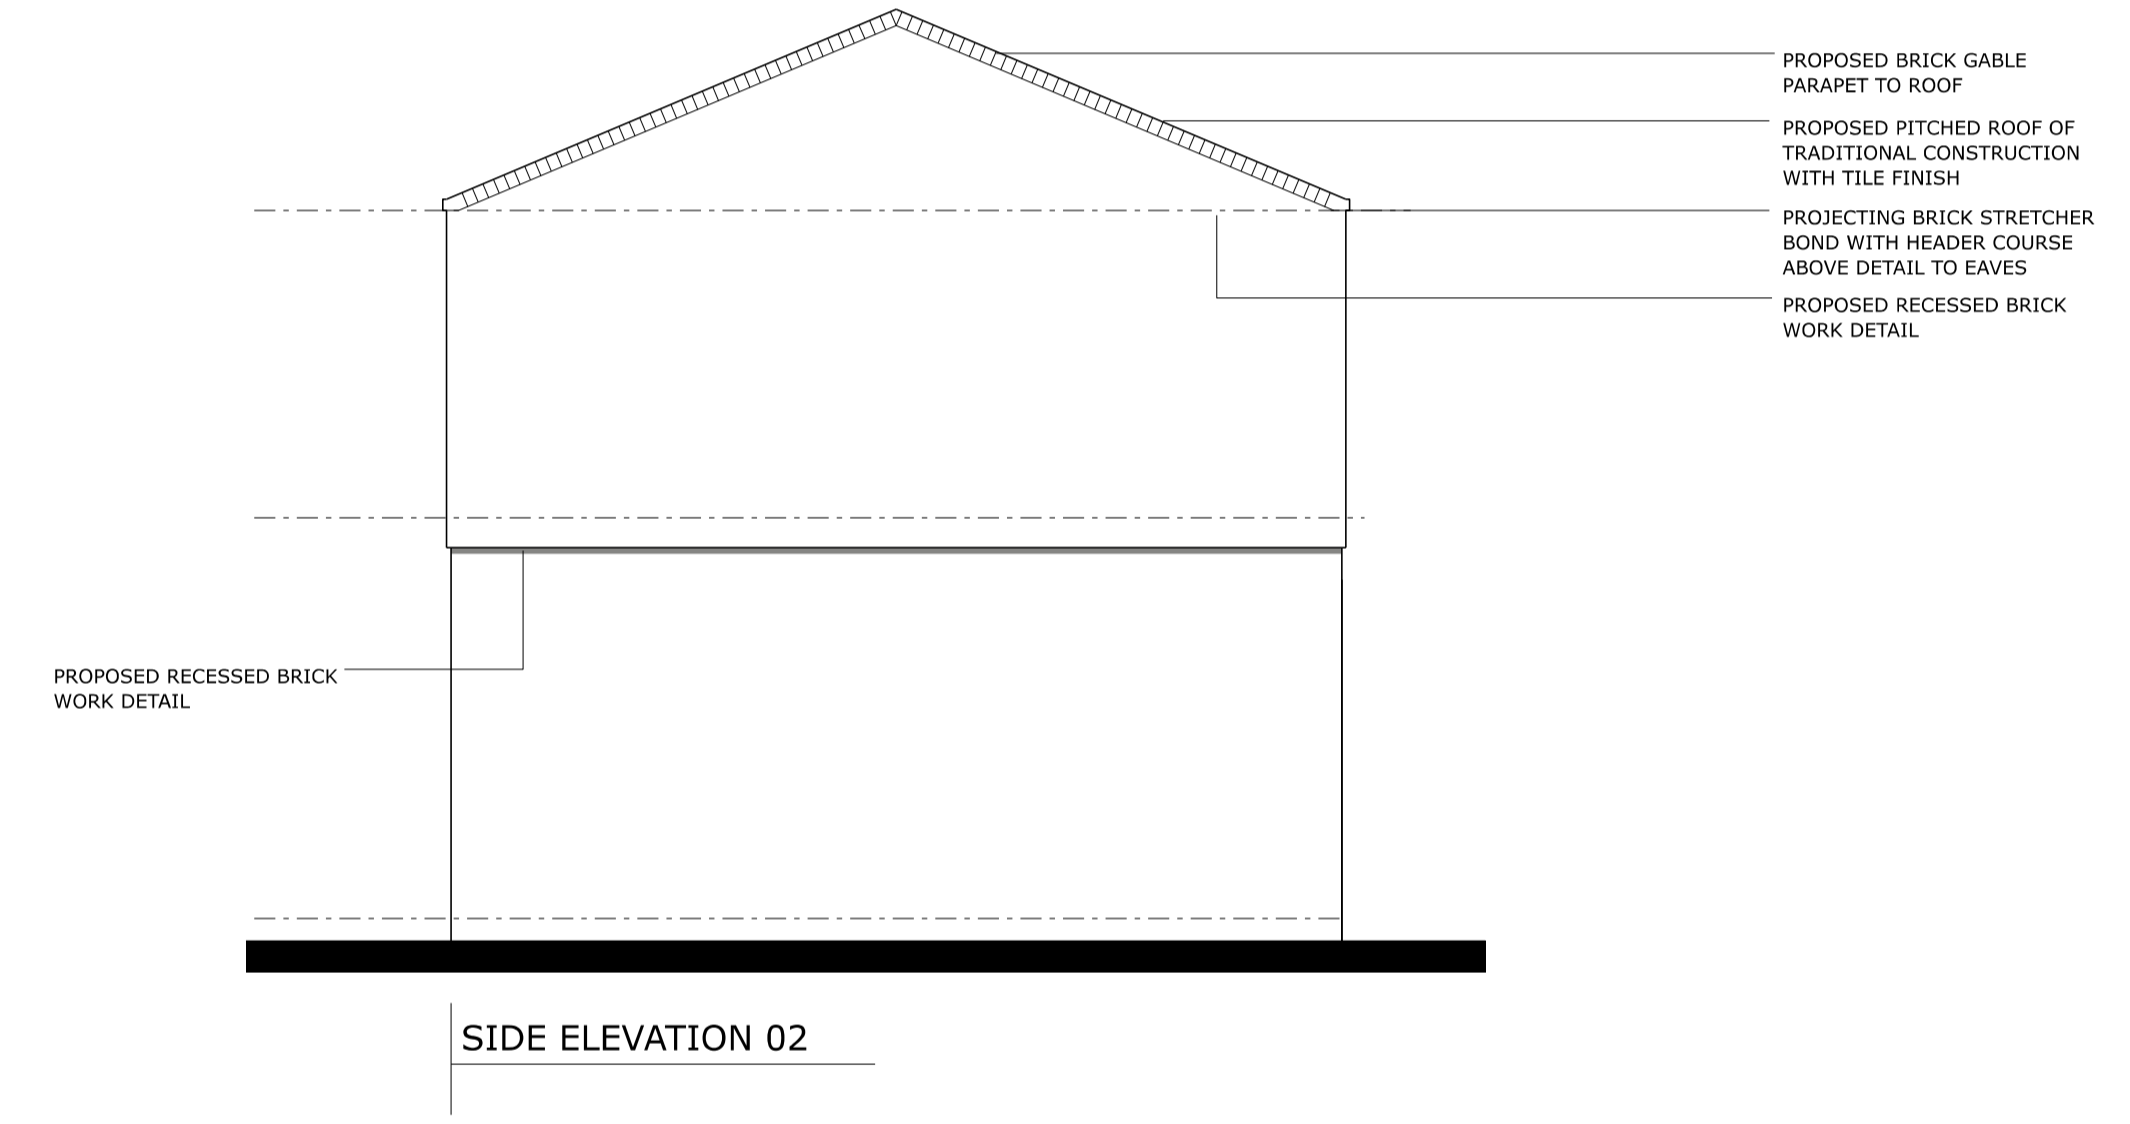 PROPOSED BRICK GABLE
PARAPET TO ROOF
PROPOSED PITCHED ROOF OF
TRADITIONAL CONSTRUCTION
WITH TILE FINISH
PROJECTING BRICK STRETCHER
BOND WITH HEADER COURSE
ABOVE DETAIL TO EAVES
PROPOSED RECESSED BRICK
WORK DETAIL
PROPOSED RECESSED BRICK
WORK DETAIL
SIDE ELEVATION 02